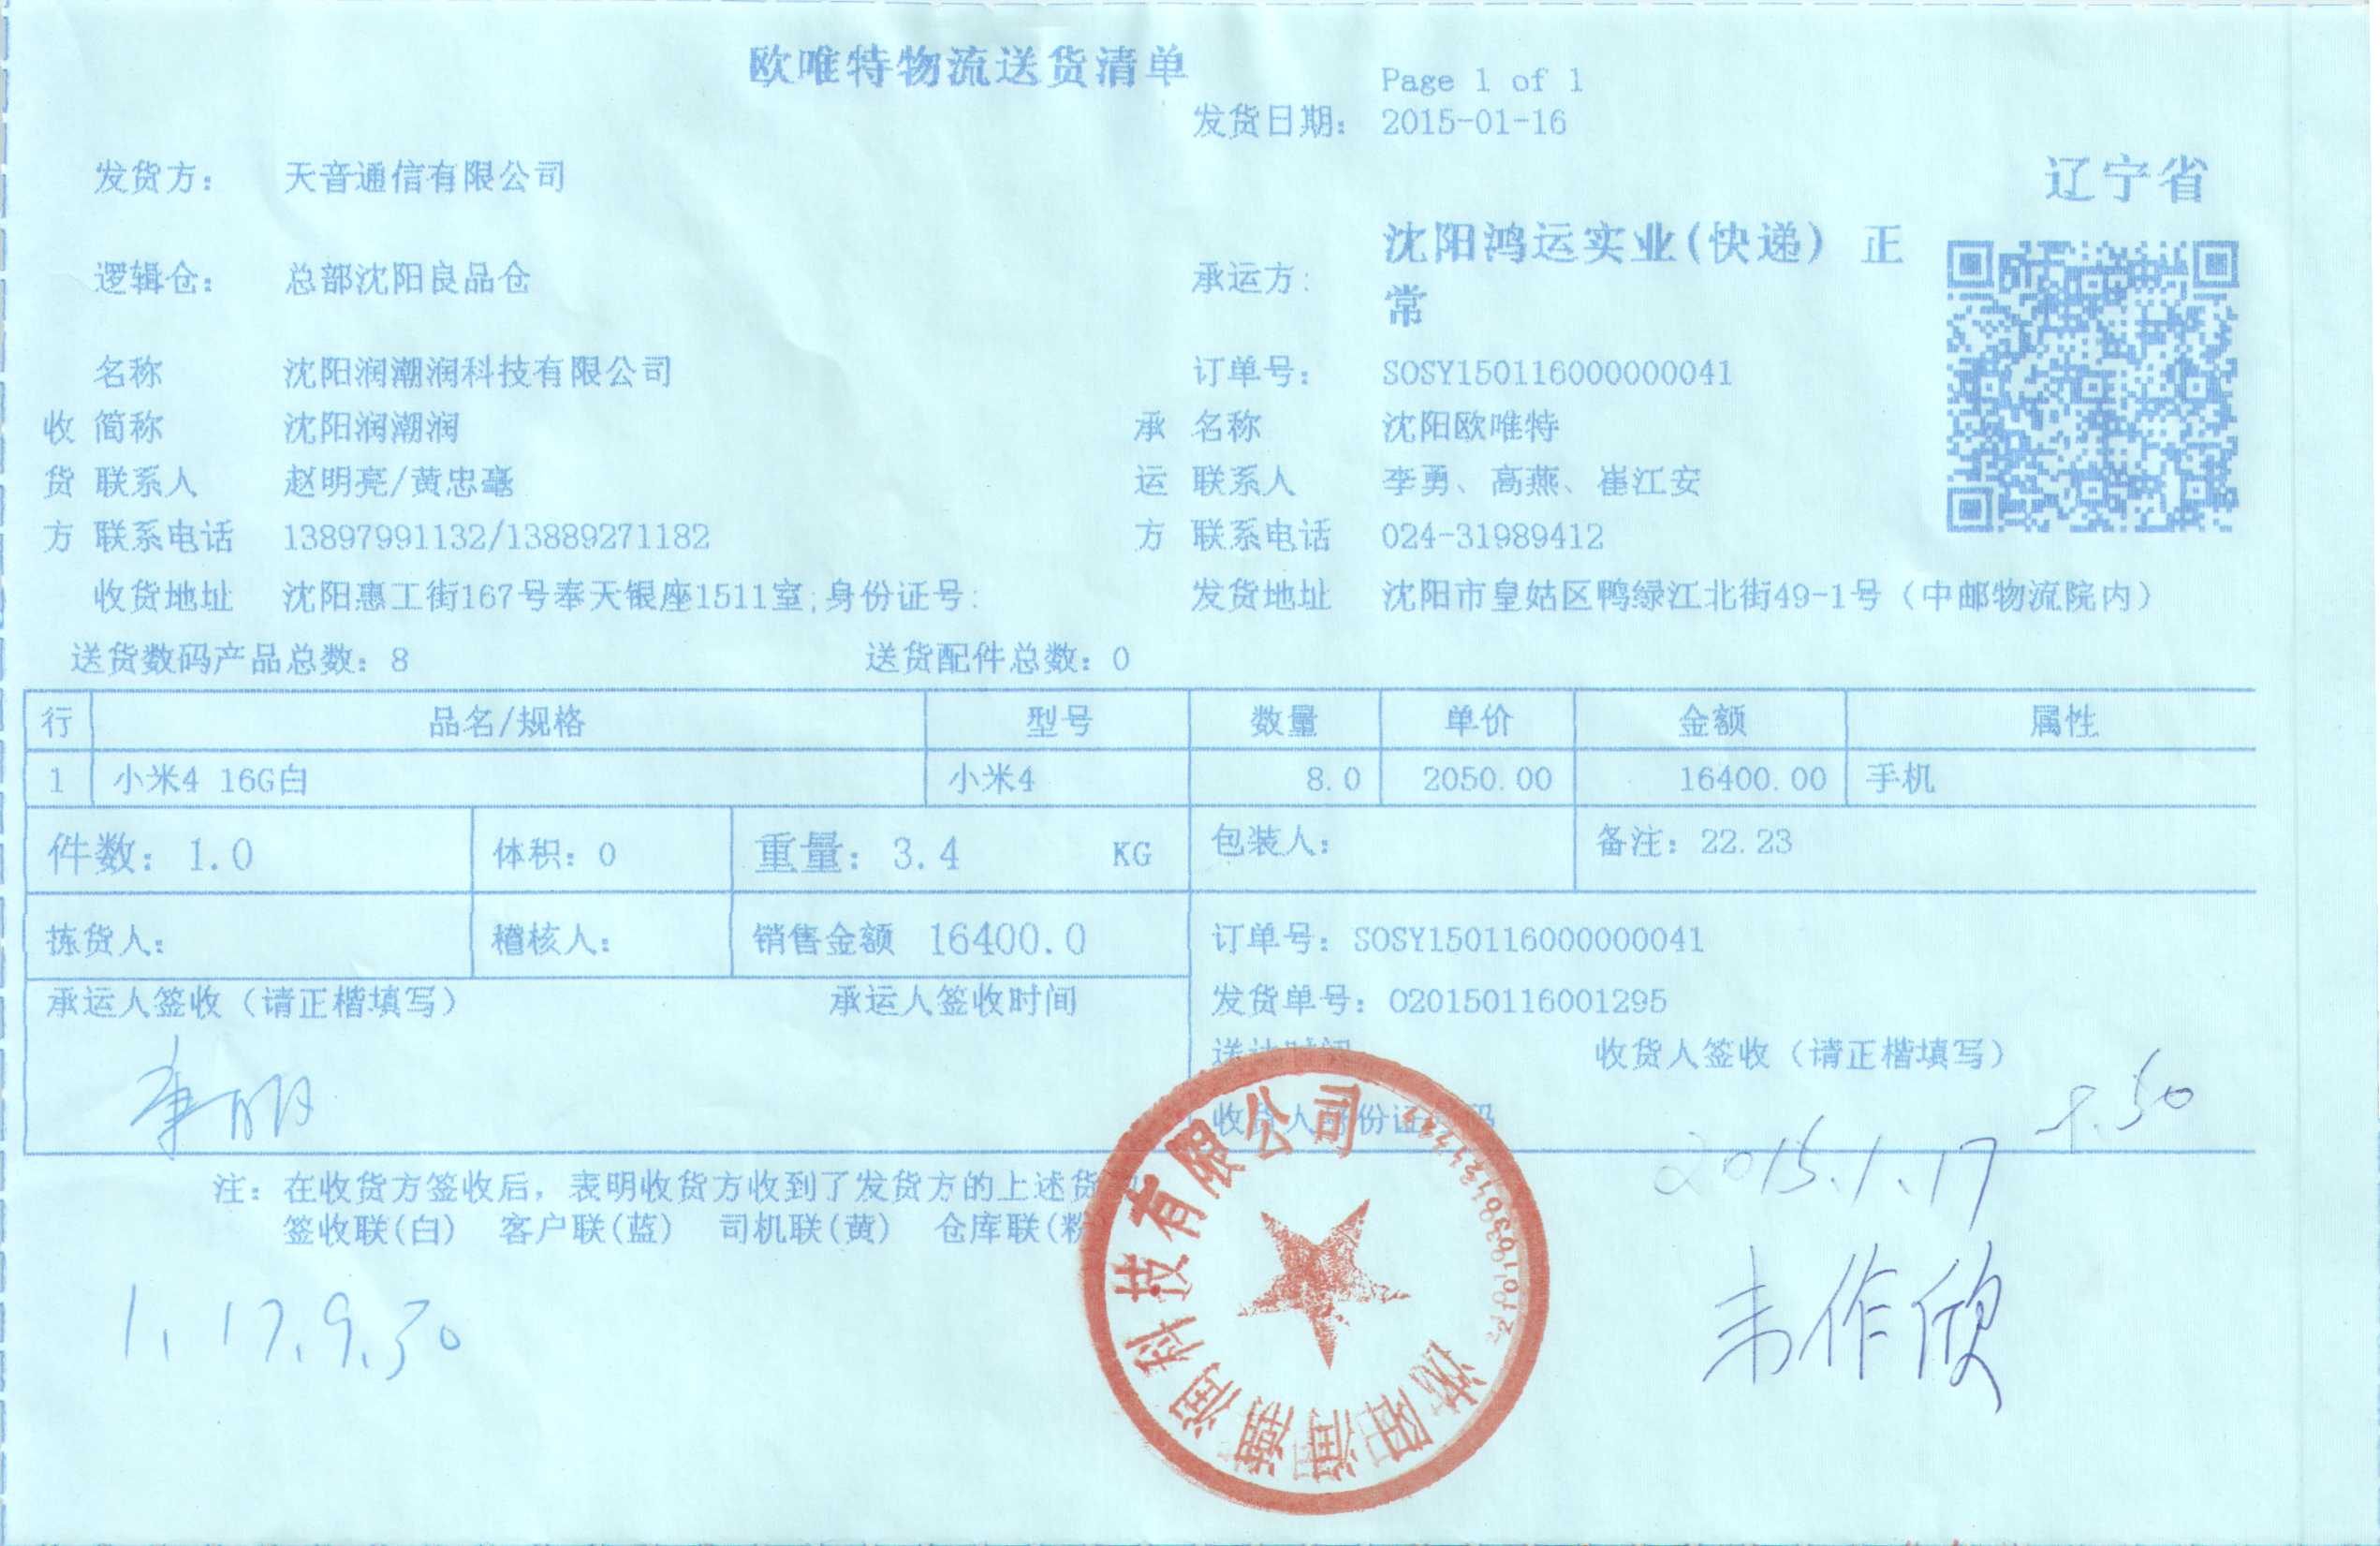 欧唯特物流送货清单
Page 1 of 1
发货日期: 2015-01-16
发货方: 天音通信有限公司
辽宁省
逻辑仓: 总部沈阳良品仓
承运方: 沈阳鸿运实业(快递) 正
常
名称 沈阳润潮润科技有限公司 订单号: SOSY150116000000041
收 简称 沈阳润潮润 承 名称 沈阳欧唯特
货 联系人 赵明亮/黄忠毫 运 联系人 李勇、高燕、崔江安
方 联系电话 13897991132/13889271182 方 联系电话 024-31989412
收货地址 沈阳惠工街167号奉天银座1511室;身份证号: 发货地址 沈阳市皇姑区鸭绿江北街49-1号（中邮物流院内）
送货数码产品总数: 8 送货配件总数: 0
行 品名/规格 型号 数量 单价 金额 属性
1 小米4 16G白 小米4 8.0 2050.00 16400.00 手机
件数: 1.0 体积: 0 重量: 3.4 KG 包装人: 备注: 22.23
拣货人: 稽核人: 销售金额 16400.0 订单号: SOSY150116000000041
承运人签收（请正楷填写） 承运人签收时间 发货单号: O20150116001295
送达时间 收货人签收（请正楷填写）
收货人身份证号码
2015.1.17
注: 在收货方签收后, 表明收货方收到了发货方的上述货
签收联(白) 客户联(蓝) 司机联(黄) 仓库联(粉
1.17.9.30
韦作欣
沈阳润潮润科技有限公司